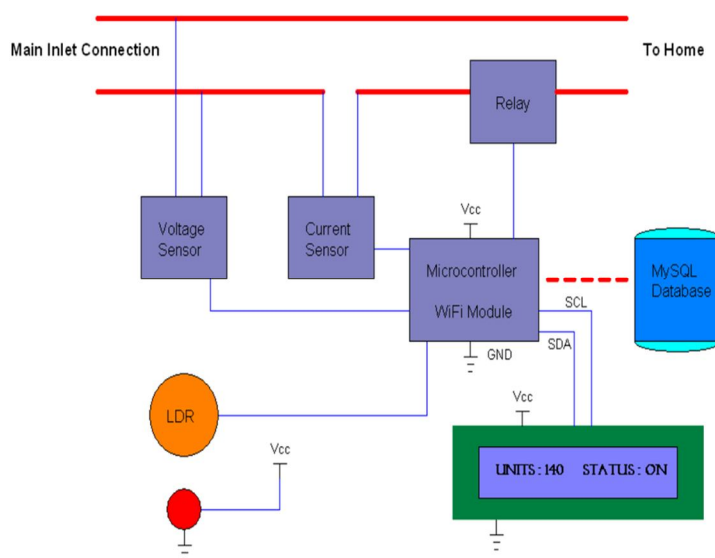 Main Inlet Connection
To Home
Relay
Voltage
Sensor
Current
Sensor
Vcc
Microcontroller
WiFi Module
MySQL
Database
SCL
SDA
GND
LDR
Vcc
Vcc
UNITS : 140 STATUS : ON